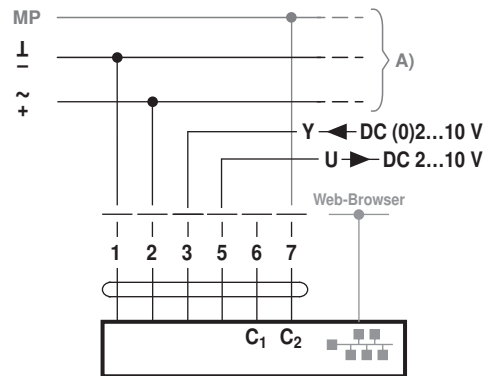 MP
⊥
–
~
+
A)
Y DC (0)2…10 V
U DC 2…10 V
Web-Browser
1 2 3 5 6 7
C₁ C₂